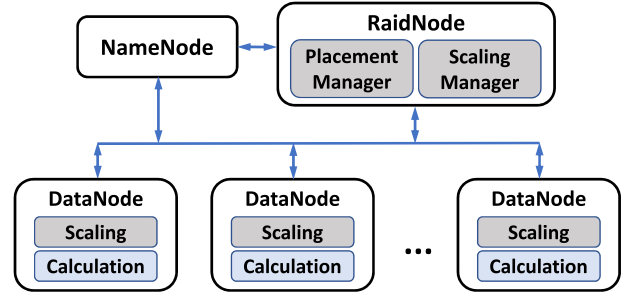 NameNode
RaidNode
Placement
Manager
Scaling
Manager
DataNode
Scaling
Calculation
DataNode
Scaling
Calculation
...
DataNode
Scaling
Calculation